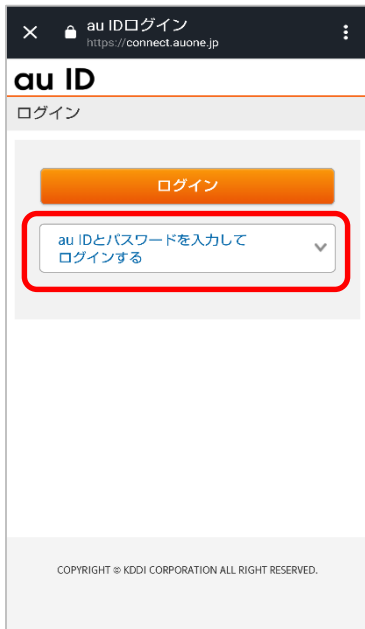 au IDログイン
https://connect.auone.jp
au ID
ログイン
ログイン
au IDとパスワードを入力して
ログインする
COPYRIGHT © KDDI CORPORATION ALL RIGHT RESERVED.